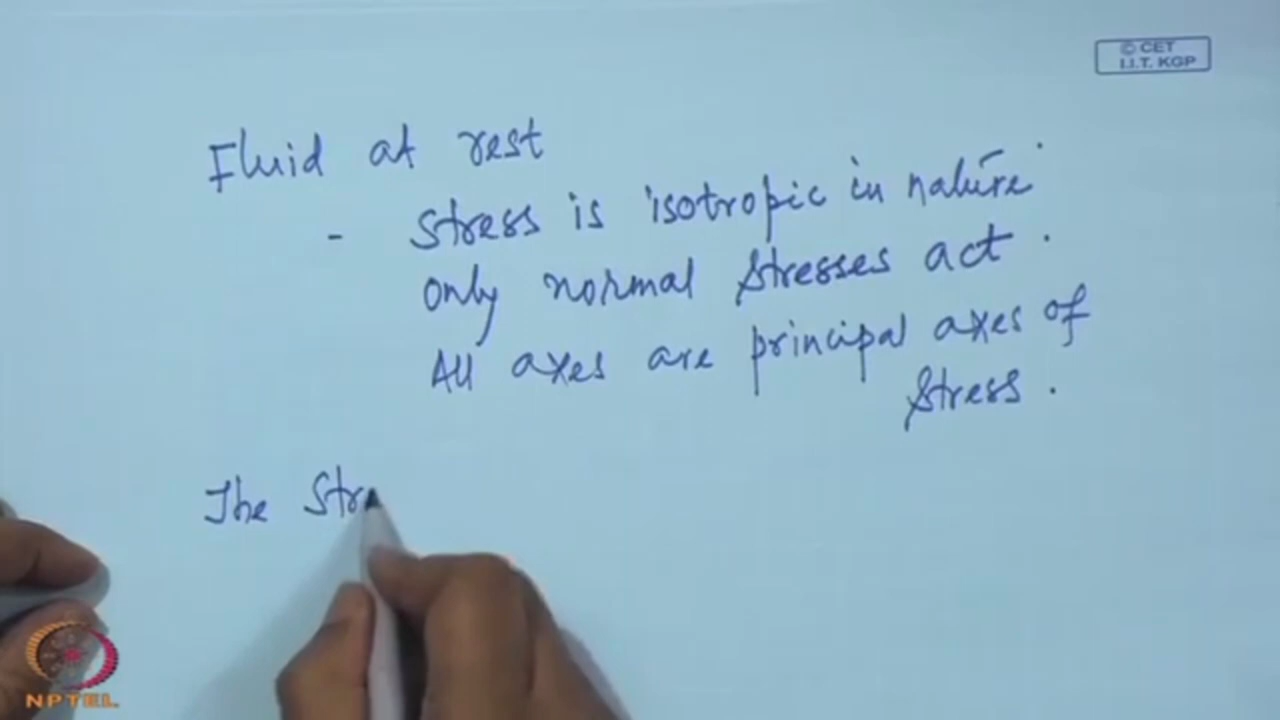 © CET
I.I.T. KGP
Fluid at rest
- Stress is isotropic in nature.
Only normal stresses act.
All axes are principal axes of
stress.
The Str
NPTEL